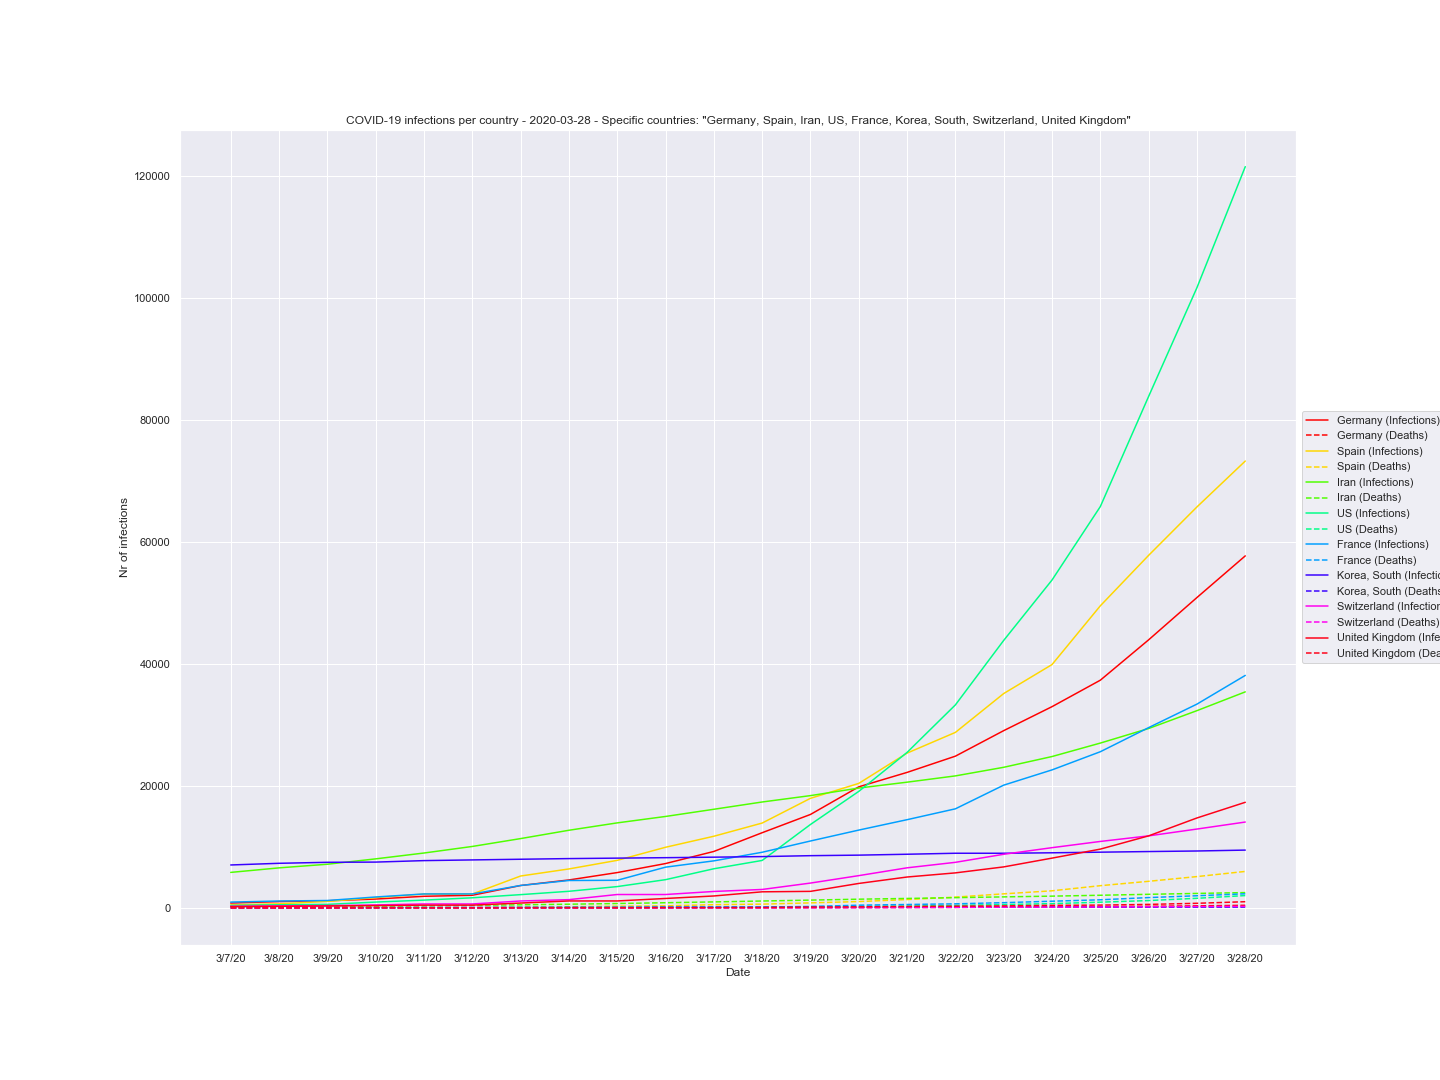 COVID-19 infections per country - 2020-03-28 - Specific countries: "Germany, Spain, Iran, US, France, Korea, South, Switzerland, United Kingdom"
120000
100000
80000
60000
40000
20000
0
Nr of infections
3/7/20 3/8/20 3/9/20 3/10/20 3/11/20 3/12/20 3/13/20 3/14/20 3/15/20 3/16/20 3/17/20 3/18/20 3/19/20 3/20/20 3/21/20 3/22/20 3/23/20 3/24/20 3/25/20 3/26/20 3/27/20 3/28/20
Date
Germany (Infections)
Germany (Deaths)
Spain (Infections)
Spain (Deaths)
Iran (Infections)
Iran (Deaths)
US (Infections)
US (Deaths)
France (Infections)
France (Deaths)
Korea, South (Infectio
Korea, South (Deaths
Switzerland (Infection
Switzerland (Deaths)
United Kingdom (Infe
United Kingdom (Dea